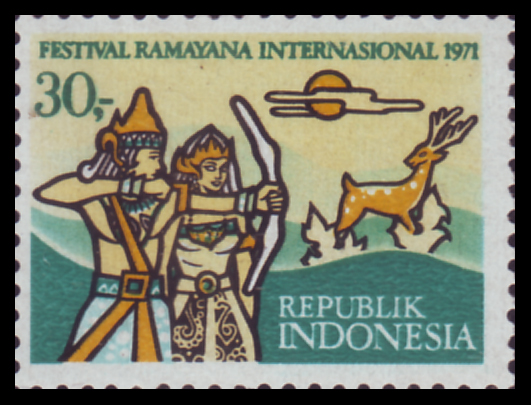 FESTIVAL RAMAYANA INTERNASIONAL 1971
30,-
REPUBLIK
INDONESIA